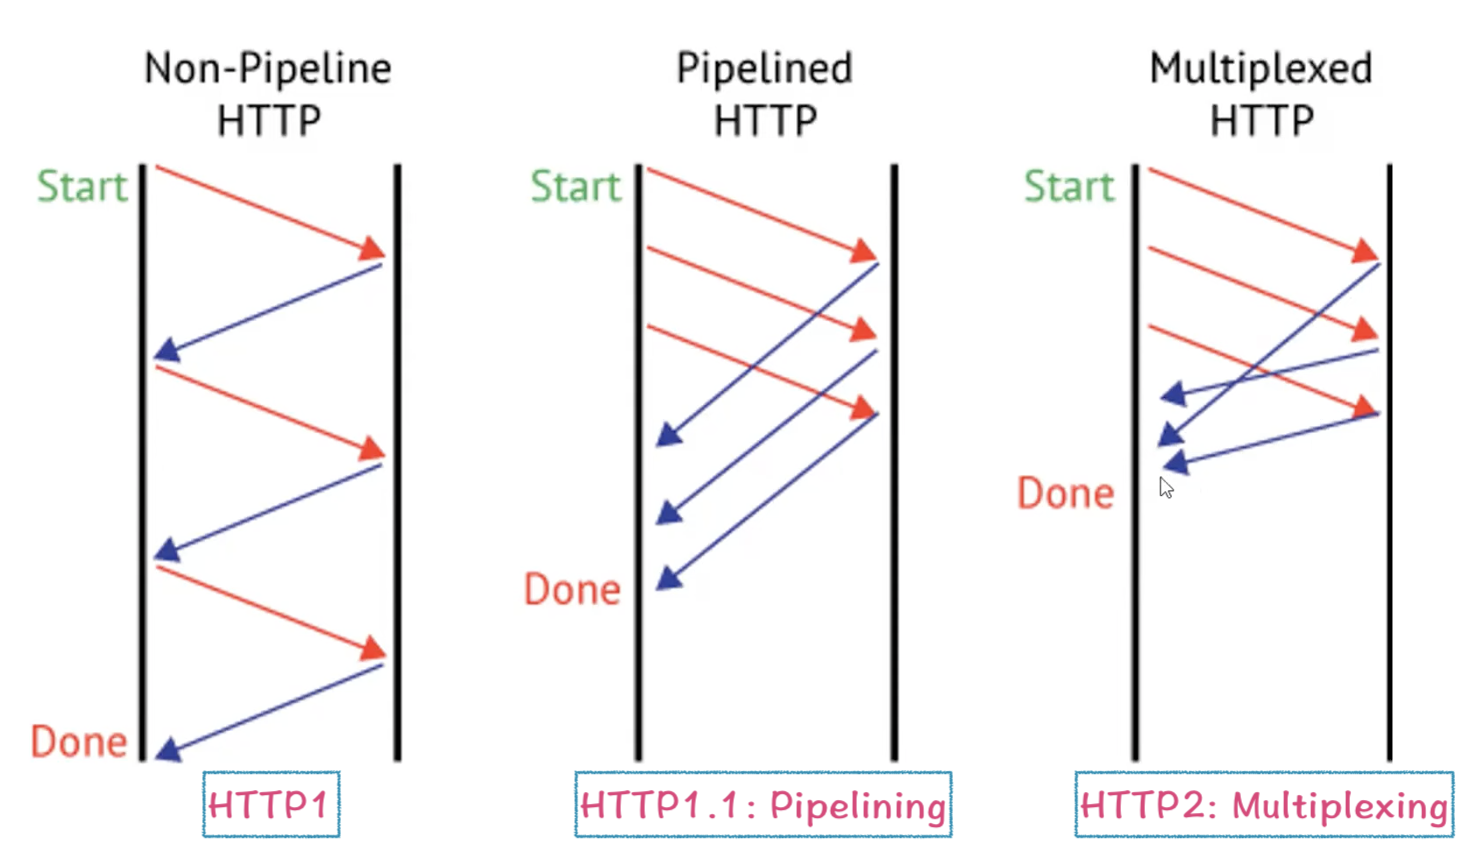 Non-Pipeline
HTTP
Start
Done
HTTP1
Pipelined
HTTP
Start
Done
HTTP1.1: Pipelining
Multiplexed
HTTP
Start
Done
HTTP2: Multiplexing